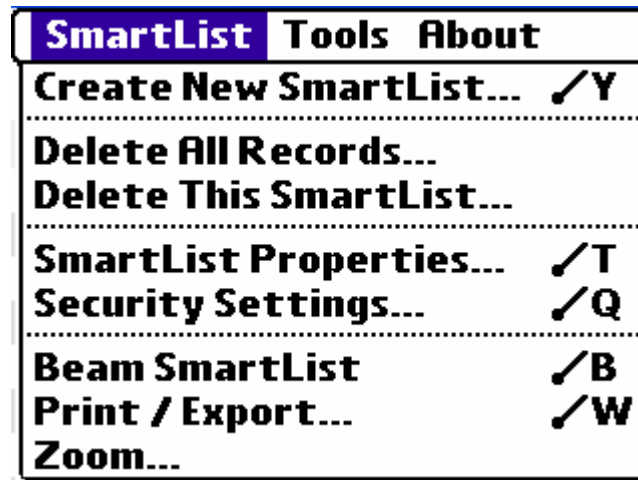 SmartList Tools About
Create New SmartList... /Y
Delete All Records...
Delete This SmartList...
SmartList Properties... /T
Security Settings... /Q
Beam SmartList /B
Print / Export... /W
Zoom...